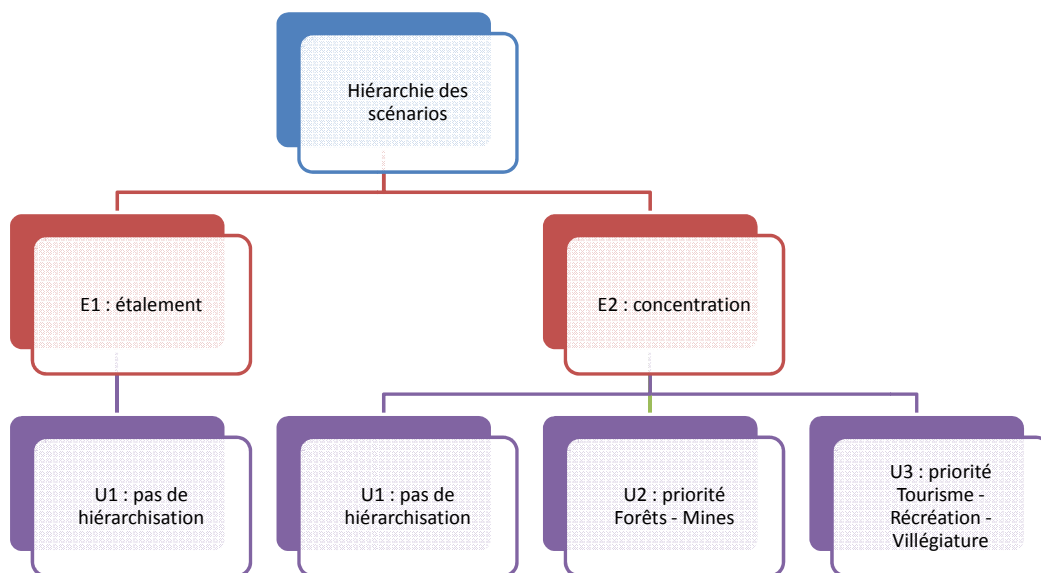 Hiérarchie des
scénarios
E1 : étalement
E2 : concentration
U1 : pas de
hiérarchisation
U1 : pas de
hiérarchisation
U2 : priorité
Forêts - Mines
U3 : priorité
Tourisme -
Récréation -
Villégiature